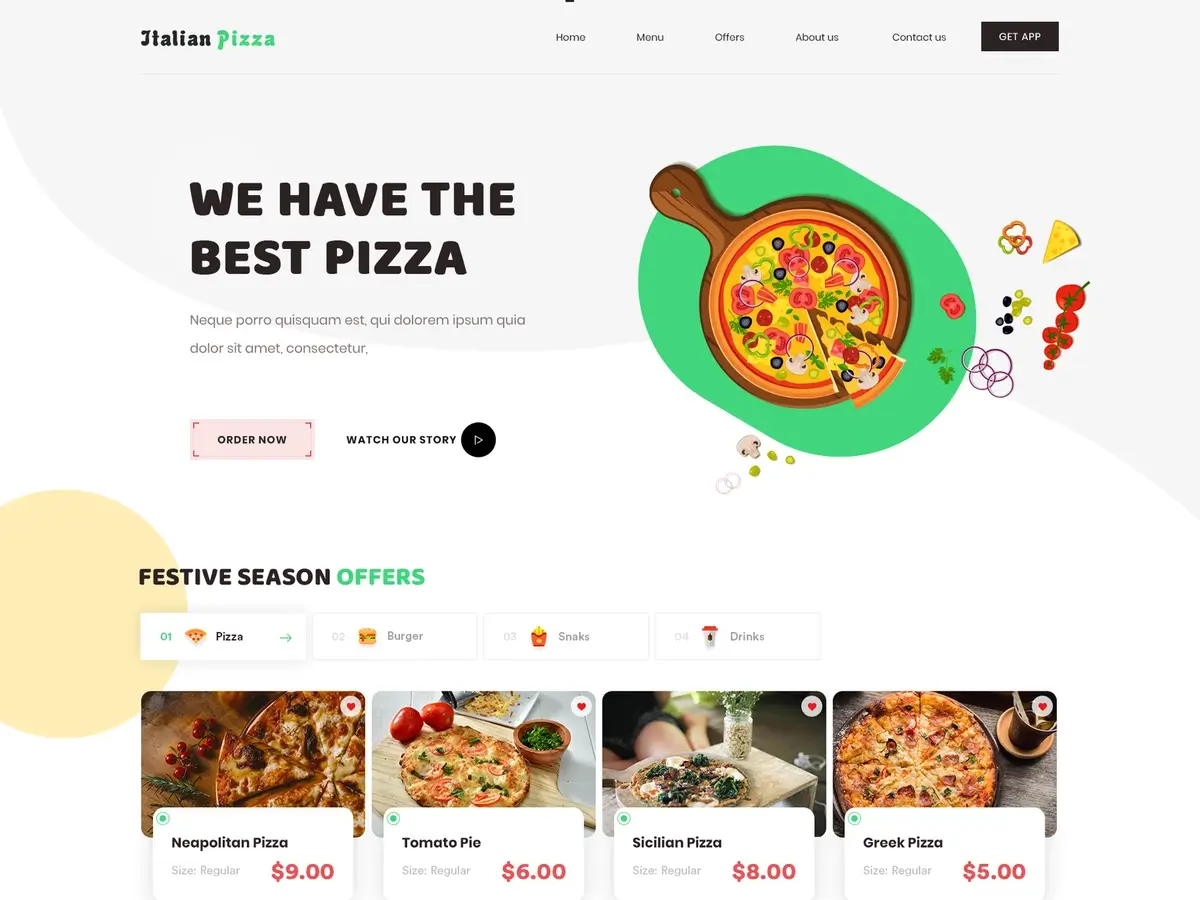 Italian Pizza
Home
Menu
Offers
About us
Contact us
GET APP
WE HAVE THE
BEST PIZZA
Neque porro quisquam est, qui dolorem ipsum quia
dolor sit amet, consectetur,
ORDER NOW
WATCH OUR STORY
FESTIVE SEASON OFFERS
01 Pizza
02 Burger
03 Snaks
04 Drinks
Neapolitan Pizza
Size: Regular $9.00
Tomato Pie
Size: Regular $6.00
Sicilian Pizza
Size: Regular $8.00
Greek Pizza
Size: Regular $5.00